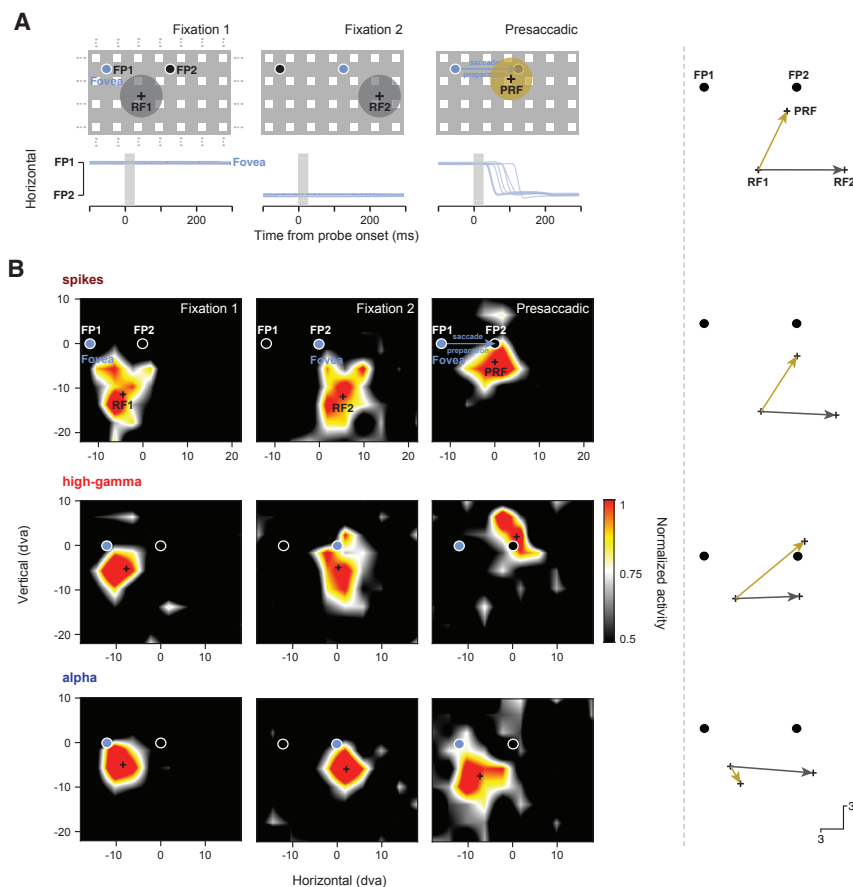 A
Fixation 1
Fixation 2
Presaccadic
FP1
FP2
Fovea
RF1
RF2
saccade
preparation
PRF
FP1
FP2
PRF
RF1
RF2
Horizontal
FP1
FP2
Fovea
0
200
0
200
0
200
Time from probe onset (ms)
B
spikes
10
0
-10
-20
Fixation 1
FP1
FP2
Fovea
RF1
-10
0
10
20
Fixation 2
FP1
FP2
Fovea
RF2
-10
0
10
20
Presaccadic
FP1
FP2
saccade
preparation
Fovea
PRF
-10
0
10
20
high-gamma
Vertical (dva)
10
0
-10
-20
-10
0
10
-10
0
10
-10
0
10
1
0.75
0.5
Normalized activity
alpha
10
0
-10
-20
-10
0
10
-10
0
10
-10
0
10
Horizontal (dva)
3
3